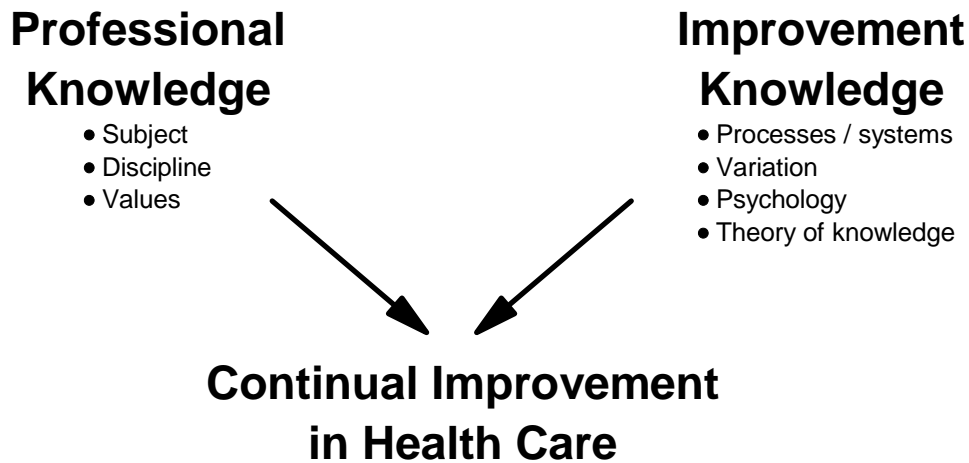 Professional
Knowledge
• Subject
• Discipline
• Values
Improvement
Knowledge
• Processes / systems
• Variation
• Psychology
• Theory of knowledge
Continual Improvement
in Health Care